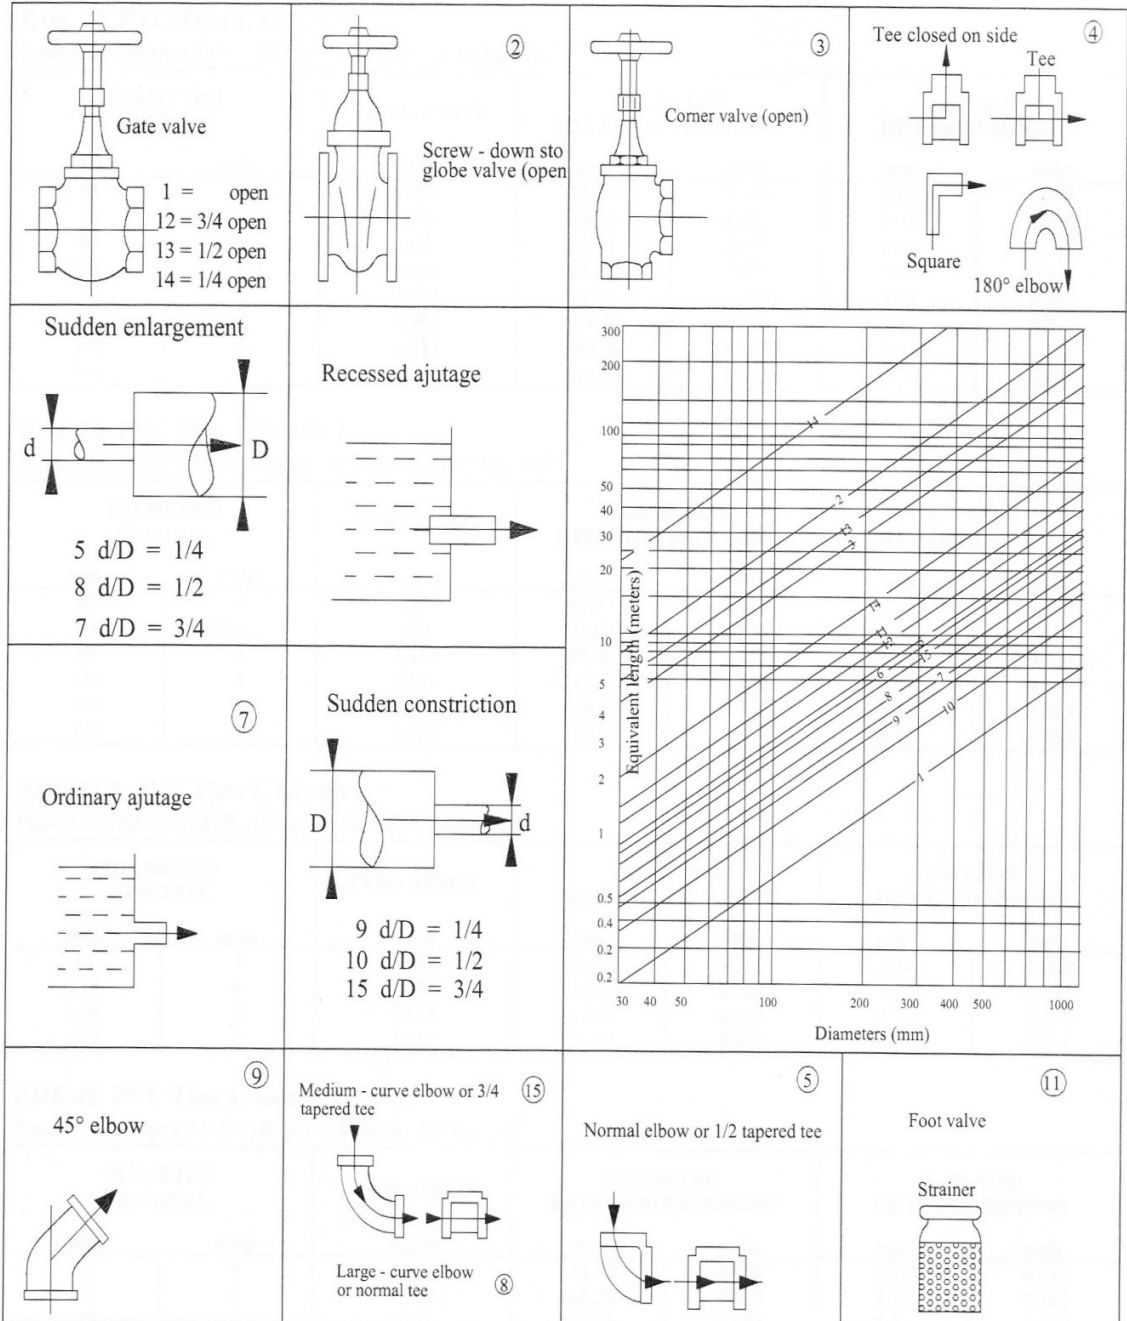 Gate valve
1 = open
12 = 3/4 open
13 = 1/2 open
14 = 1/4 open
2
Screw - down sto
globe valve (open
3
Corner valve (open)
4
Tee closed on side
Tee
Square
180° elbow
Sudden enlargement
d
D
5 d/D = 1/4
8 d/D = 1/2
7 d/D = 3/4
Recessed ajutage
7
Ordinary ajutage
Sudden constriction
D
d
9 d/D = 1/4
10 d/D = 1/2
15 d/D = 3/4
Equivalent length (meters)
300
200
100
50
40
30
20
10
5
4
3
2
1
0.5
0.4
0.2
0.2
14
2
13
3
14
11
12
15
6
7
8
9
10
1
30 40 50 100 200 300 400 500 1000
Diameters (mm)
9
45° elbow
Medium - curve elbow or 3/4
tapered tee
15
Large - curve elbow
or normal tee
8
5
Normal elbow or 1/2 tapered tee
11
Foot valve
Strainer